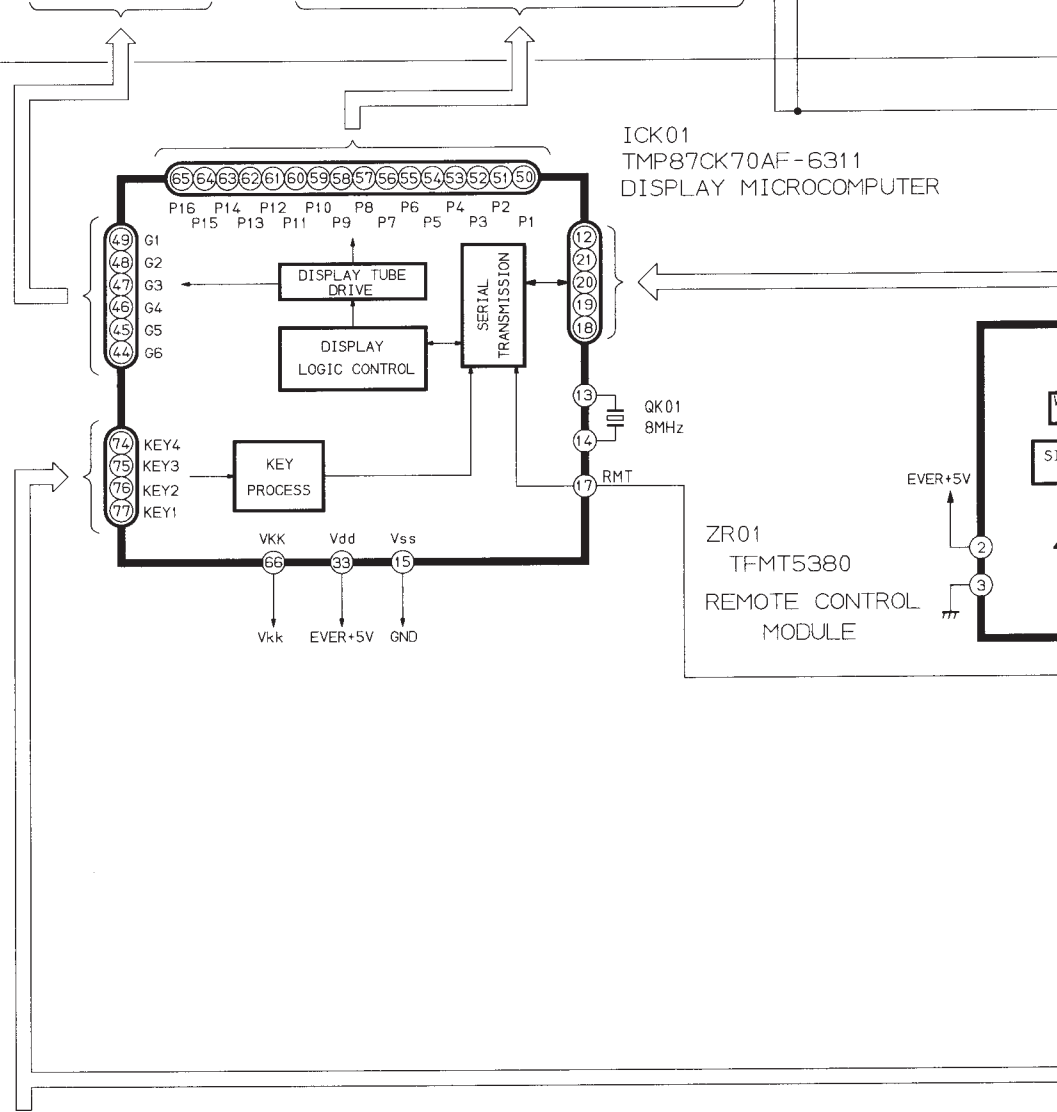 ICK01
TMP87CK70AF-6311
DISPLAY MICROCOMPUTER
65 64 63 62 61 60 59 58 57 56 55 54 53 52 51 50
P16 P14 P12 P10 P8 P6 P4 P2
P15 P13 P11 P9 P7 P5 P3 P1
49 G1
48 G2
47 G3
46 G4
45 G5
44 G6
DISPLAY TUBE
DRIVE
DISPLAY
LOGIC CONTROL
SERIAL
TRANSMISSION
12
21
20
19
18
13
14
QK01
8MHz
17 RMT
74 KEY4
75 KEY3
76 KEY2
77 KEY1
KEY
PROCESS
VKK Vdd Vss
66 33 15
Vkk EVER+5V GND
ZR01
TFMT5380
REMOTE CONTROL
MODULE
EVER+5V
2
3